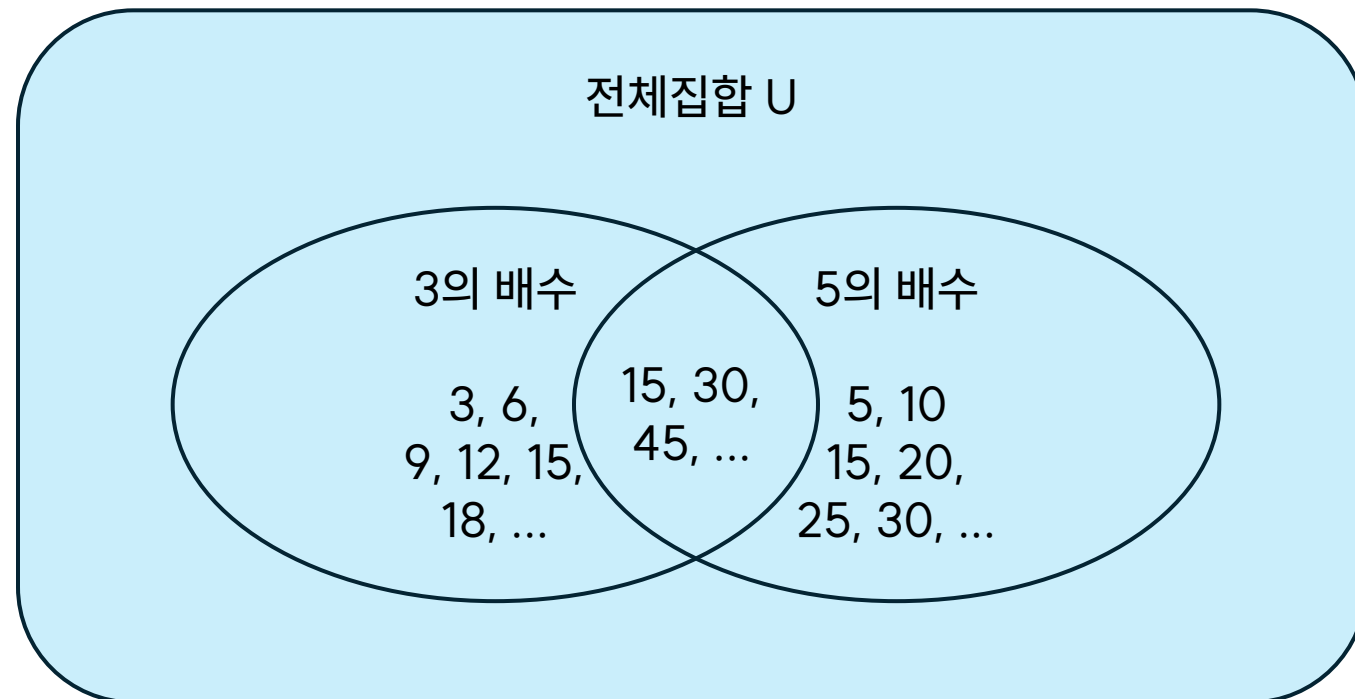 전체집합 U
3의 배수
5의 배수
3, 6,
9, 12, 15,
18, ...
15, 30,
45, ...
5, 10
15, 20,
25, 30, ...